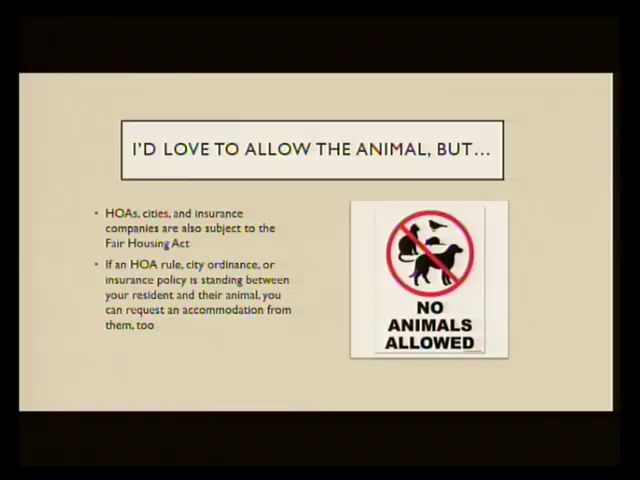 I'D LOVE TO ALLOW THE ANIMAL, BUT...
• HOAs, cities, and insurance
companies are also subject to the
Fair Housing Act
• If an HOA rule, city ordinance, or
insurance policy is standing between
your resident and their animal, you
can request an accommodation from
them, too
NO
ANIMALS
ALLOWED